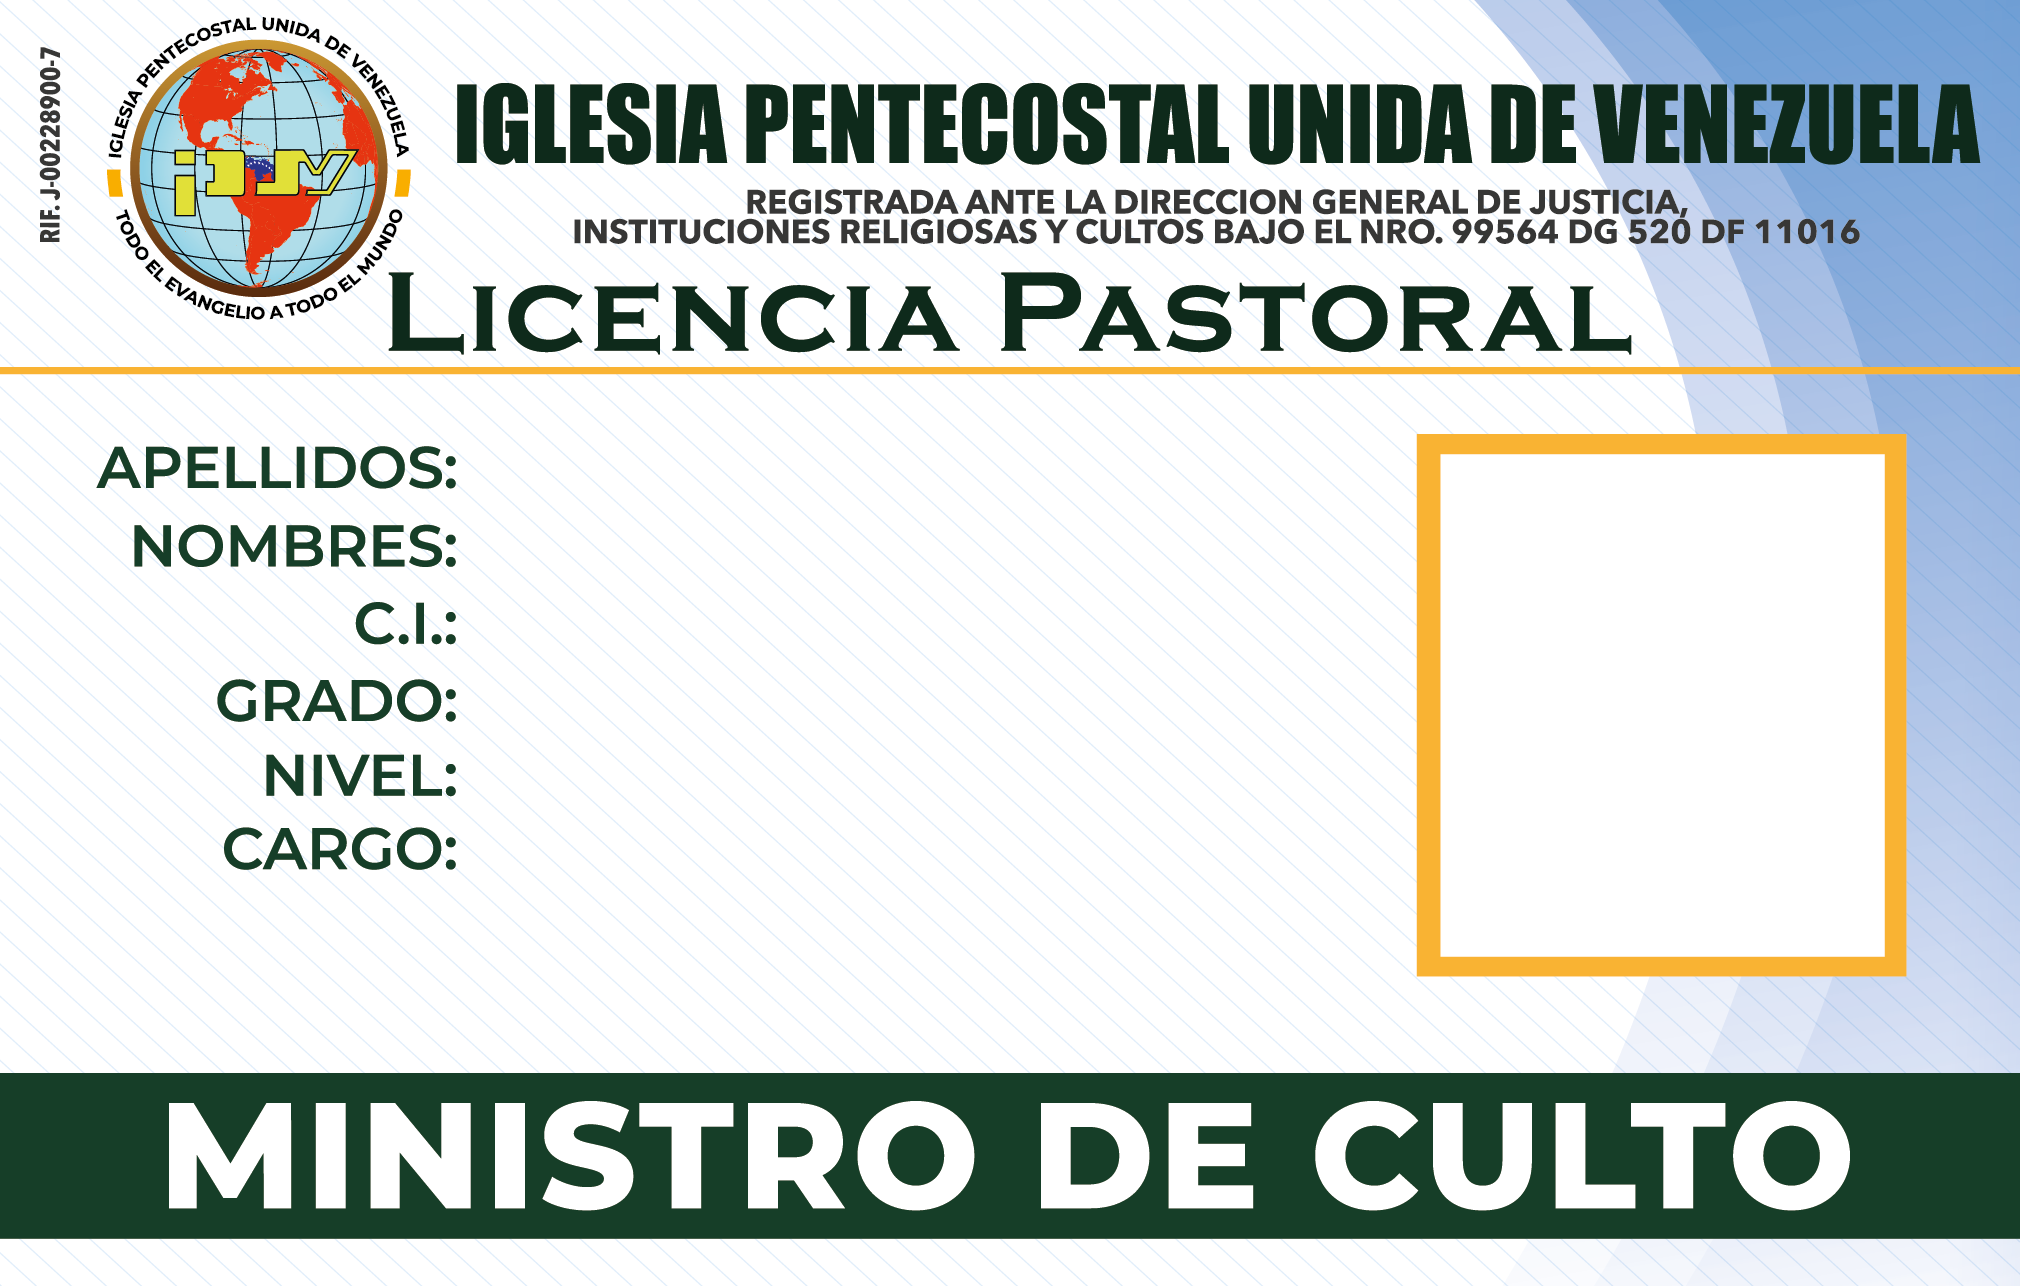 RIF. J-00228900-7
IGLESIA PENTECOSTAL UNIDA DE VENEZUELA
ipuv
TODO EL EVANGELIO A TODO EL MUNDO
IGLESIA PENTECOSTAL UNIDA DE VENEZUELA
REGISTRADA ANTE LA DIRECCION GENERAL DE JUSTICIA,
INSTITUCIONES RELIGIOSAS Y CULTOS BAJO EL NRO. 99564 DG 520 DF 11016
LICENCIA PASTORAL
APELLIDOS:
NOMBRES:
C.I.:
GRADO:
NIVEL:
CARGO:
MINISTRO DE CULTO